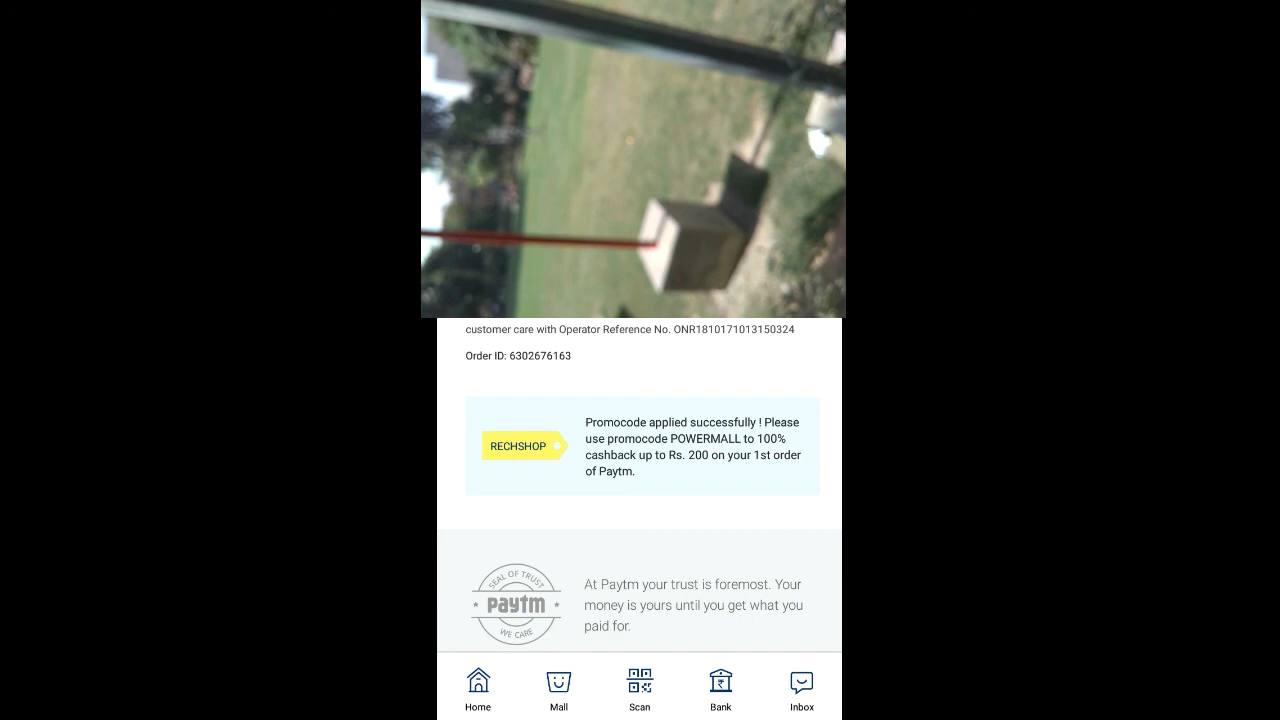 customer care with Operator Reference No. ONR1810171013150324
Order ID: 6302676163
RECHSHOP
Promocode applied successfully ! Please
use promocode POWERMALL to 100%
cashback up to Rs. 200 on your 1st order
of Paytm.
SEAL OF TRUST
paytm
WE CARE
At Paytm your trust is foremost. Your
money is yours until you get what you
paid for.
Home
Mall
Scan
Bank
Inbox